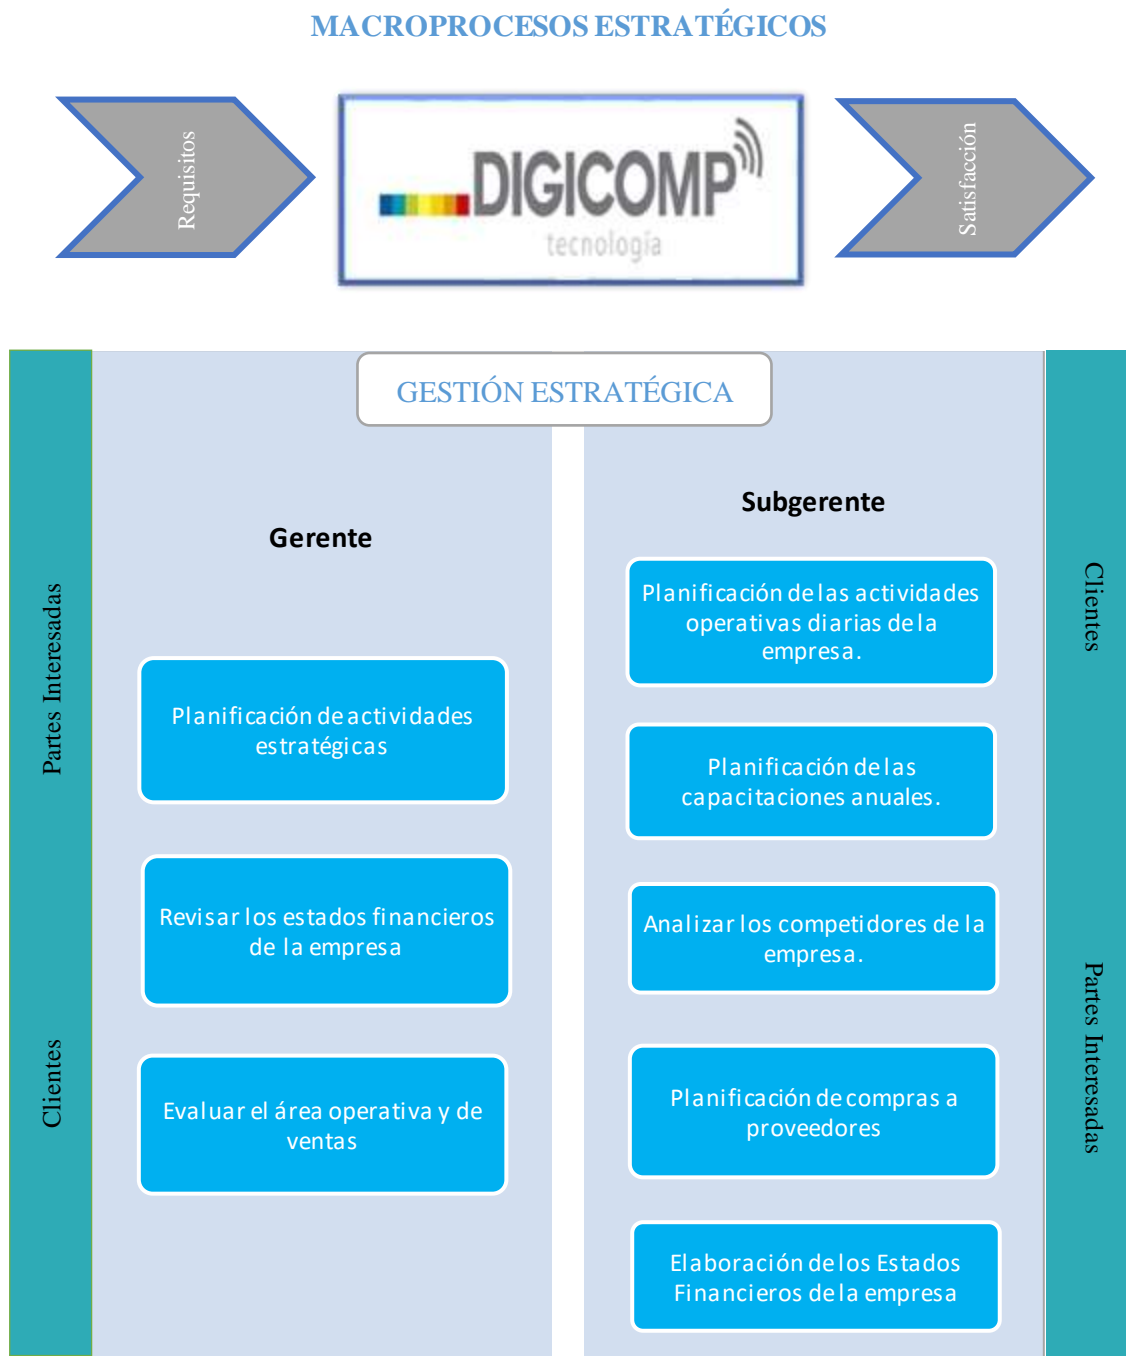 MACROPROCESOS ESTRATÉGICOS
Requisitos
DIGICOMP
tecnología
Satisfacción
GESTIÓN ESTRATÉGICA
Partes Interesadas
Clientes
Gerente
Planificación de actividades
estratégicas
Revisar los estados financieros
de la empresa
Evaluar el área operativa y de
ventas
Subgerente
Planificación de las actividades
operativas diarias de la
empresa.
Planificación de las
capacitaciones anuales.
Analizar los competidores de la
empresa.
Planificación de compras a
proveedores
Elaboración de los Estados
Financieros de la empresa
Clientes
Partes Interesadas